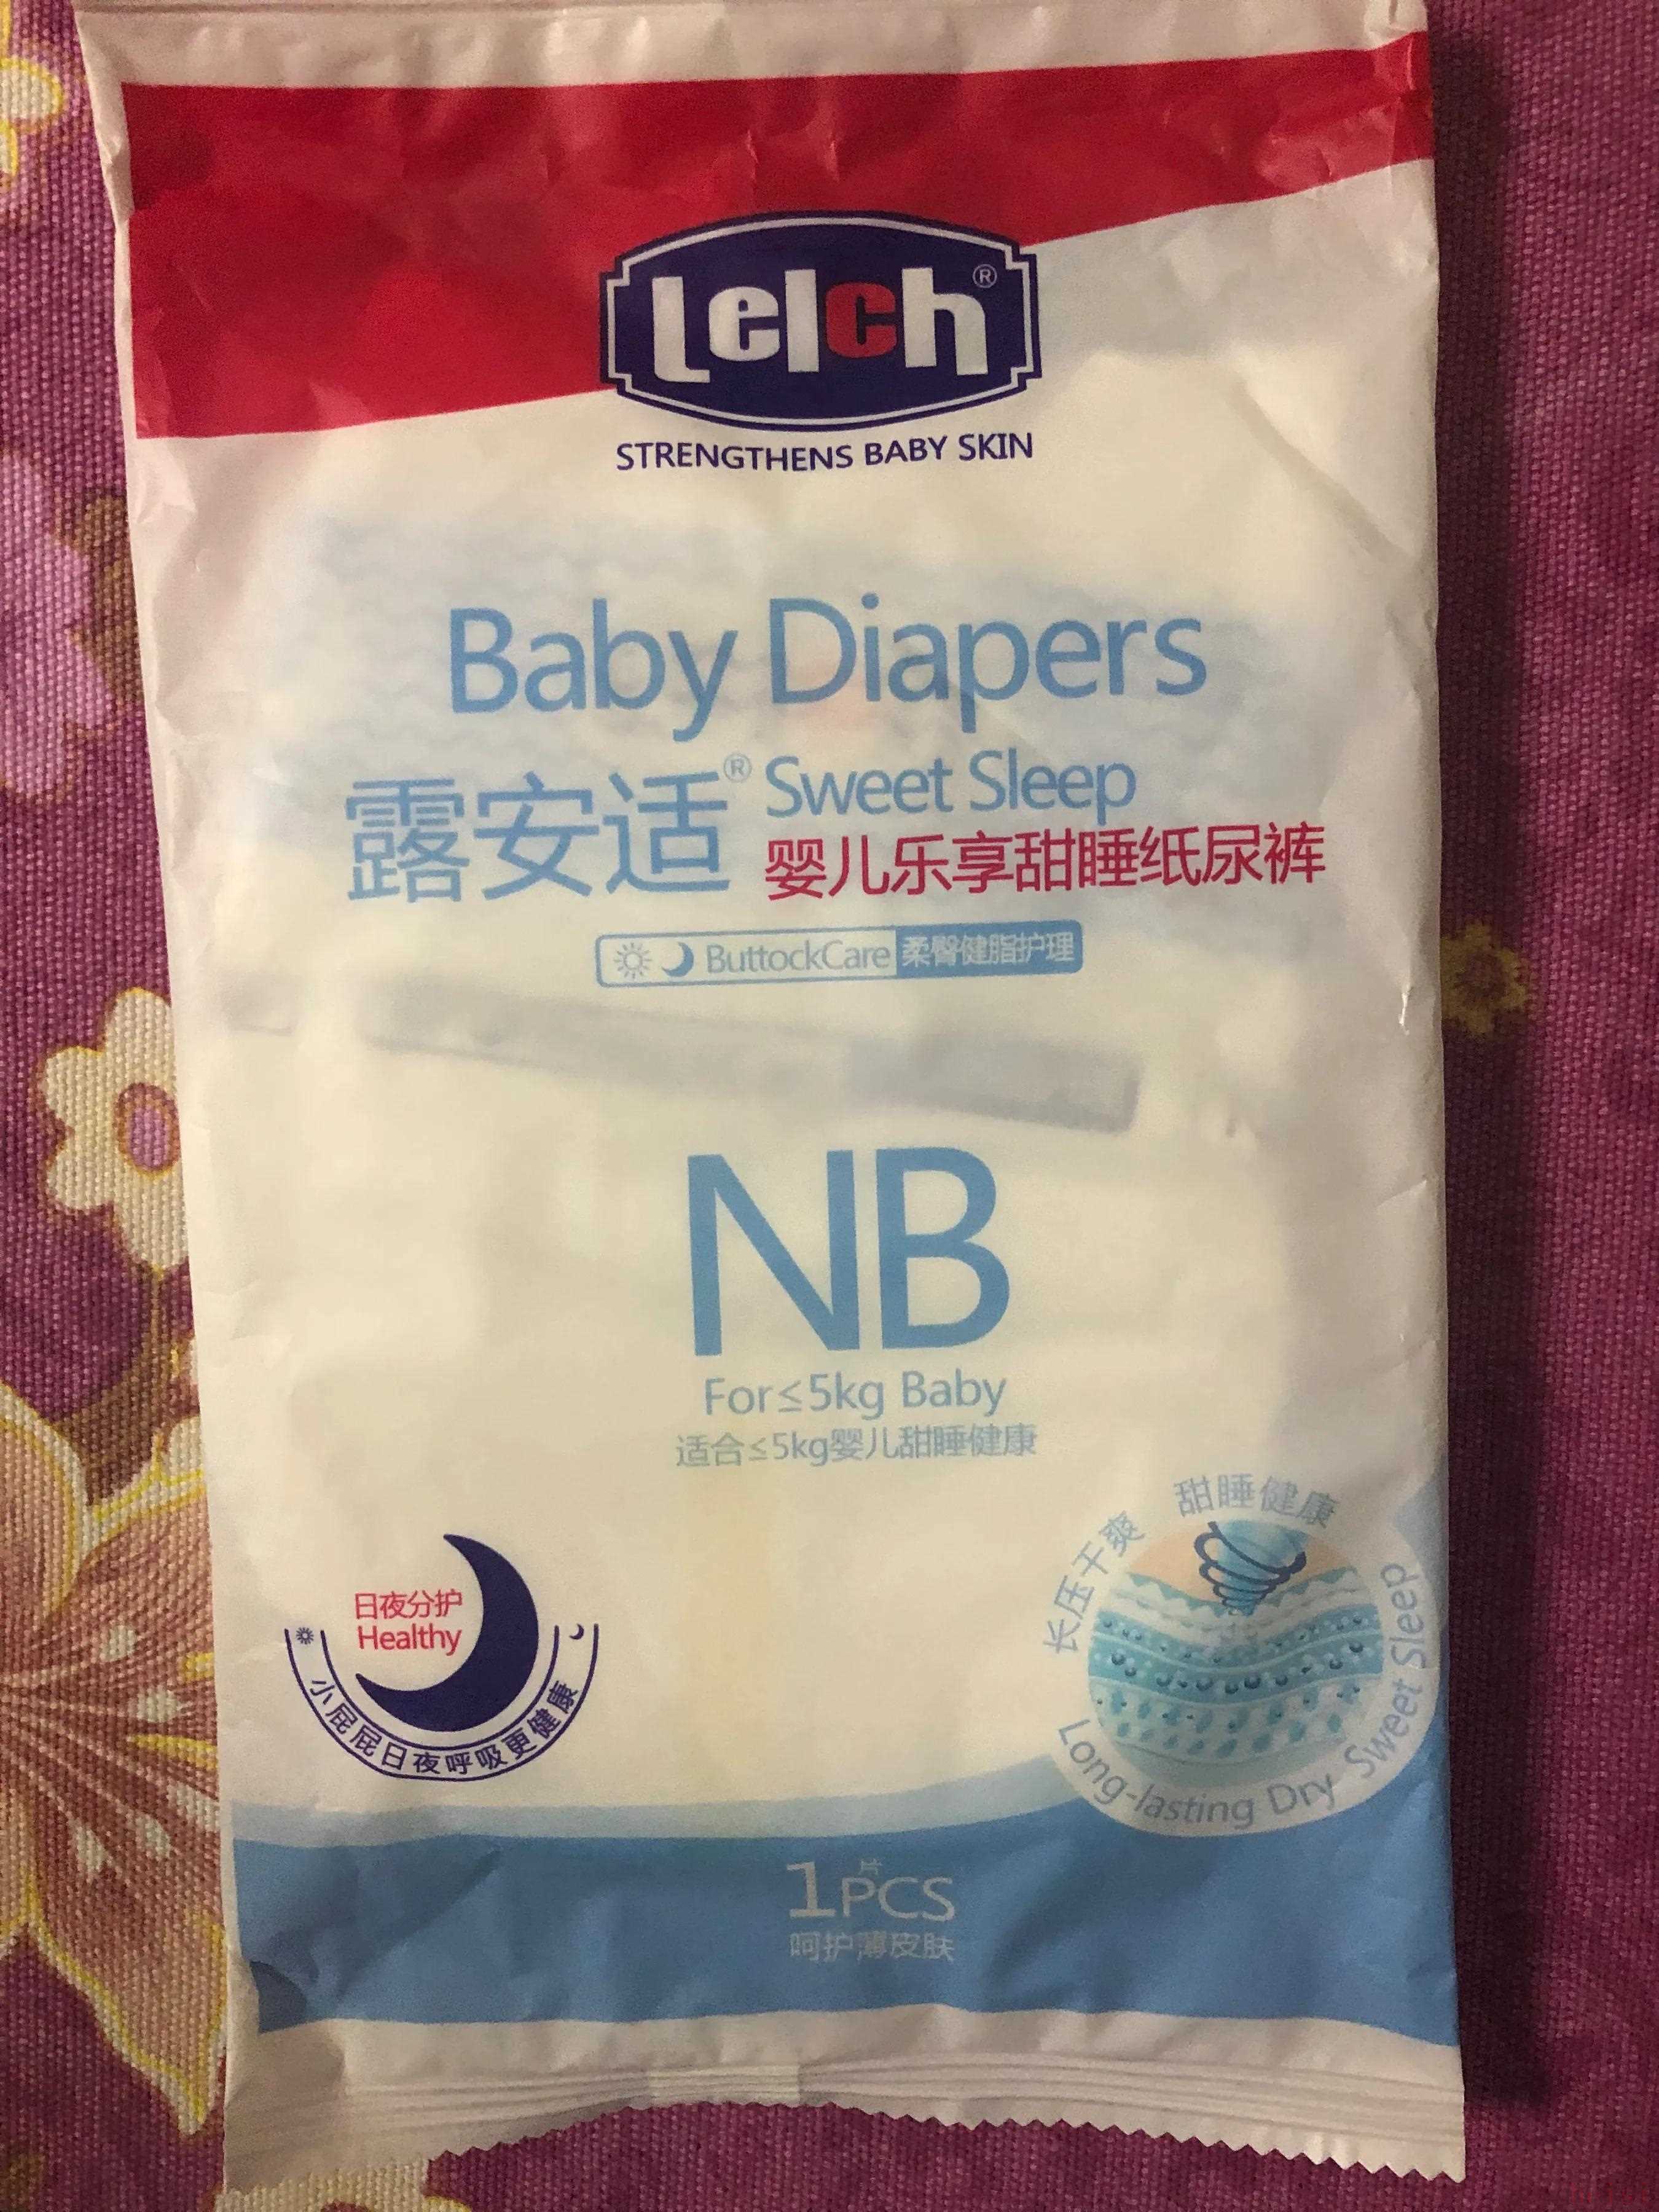 Lelch®
STRENGTHENS BABY SKIN
Baby Diapers
露安适® Sweet Sleep
婴儿乐享甜睡纸尿裤
ButtockCare 柔臀健脂护理
NB
For≤5kg Baby
适合≤5kg婴儿甜睡健康
日夜分护
Healthy
小屁屁日夜呼吸更健康
长压干爽 甜睡健康
Long-lasting Dry Sweet Sleep
1片PCS
呵护薄皮肤